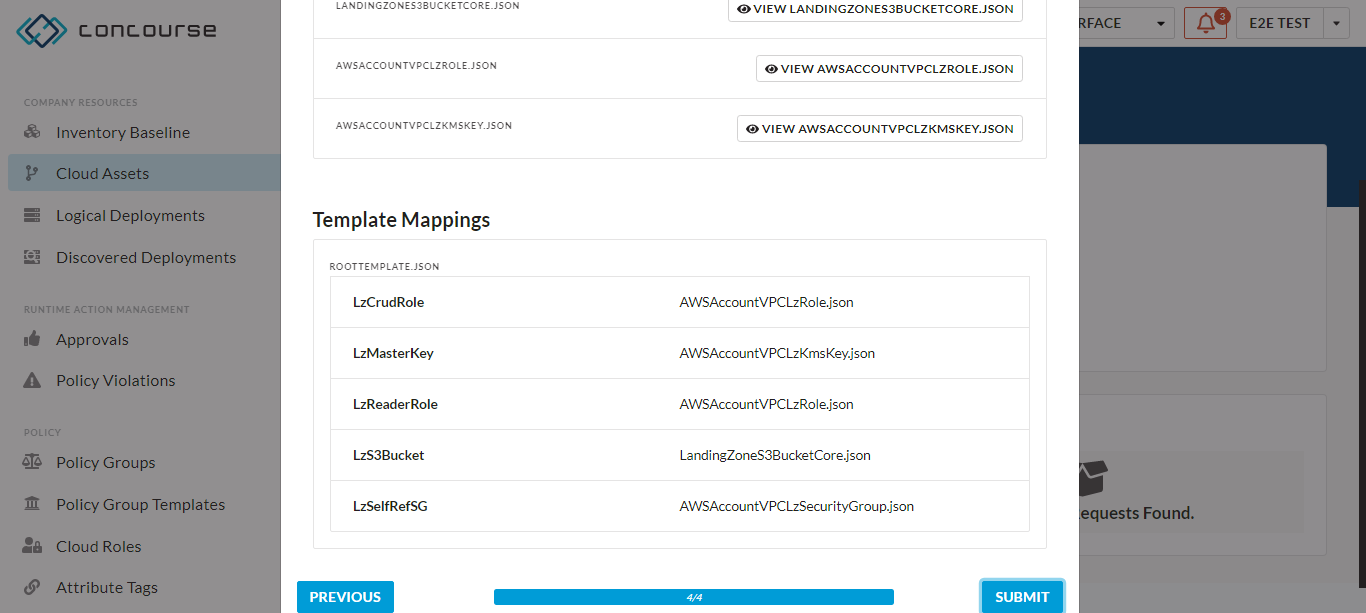 concourse
COMPANY RESOURCES
Inventory Baseline
Cloud Assets
Logical Deployments
Discovered Deployments
RUNTIME ACTION MANAGEMENT
Approvals
Policy Violations
POLICY
Policy Groups
Policy Group Templates
Cloud Roles
Attribute Tags
LANDINGZONES3BUCKETCORE.JSON
VIEW LANDINGZONES3BUCKETCORE.JSON
AWSACCOUNTVPCLZROLE.JSON
VIEW AWSACCOUNTVPCLZROLE.JSON
AWSACCOUNTVPCLZKMSKEY.JSON
VIEW AWSACCOUNTVPCLZKMSKEY.JSON
Template Mappings
ROOTTEMPLATE.JSON
LzCrudRole AWSAccountVPCLzRole.json
LzMasterKey AWSAccountVPCLzKmsKey.json
LzReaderRole AWSAccountVPCLzRole.json
LzS3Bucket LandingZoneS3BucketCore.json
LzSelfRefSG AWSAccountVPCLzSecurityGroup.json
PREVIOUS
4/4
SUBMIT
RFACE
3
E2E TEST
equests Found.